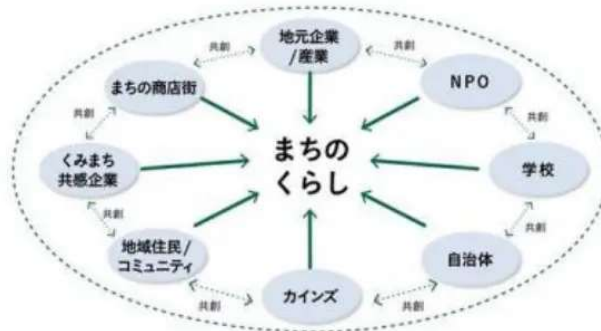 地元企業
/産業
共創
共創
まちの商店街
NPO
共創
共創
まちの
くらし
くみまち
共感企業
学校
共創
共創
地域住民/
コミュニティ
自治体
共創
カインズ
共創